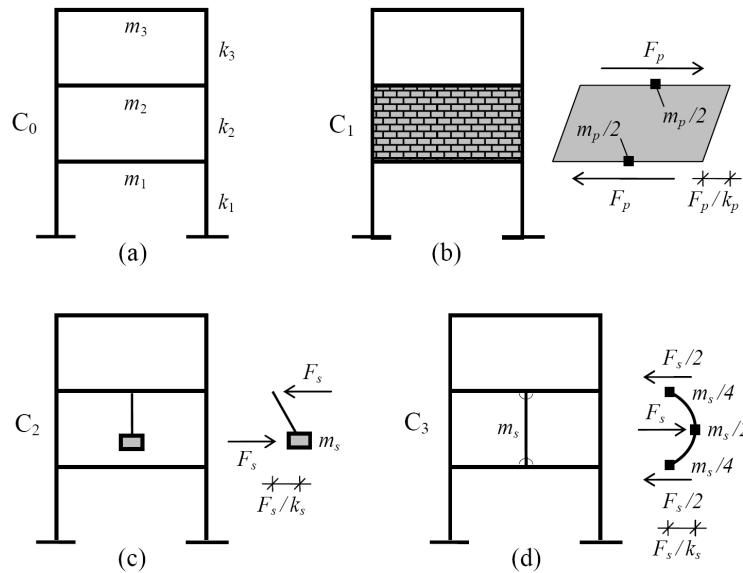 C₀
m₃
k₃
m₂
k₂
m₁
k₁
(a)
C₁
(b)
Fₚ
mₚ/2
mₚ/2
Fₚ
Fₚ/kₚ
C₂
Fₛ
Fₛ
mₛ
Fₛ/kₛ
(c)
C₃
mₛ
Fₛ/2
mₛ/4
Fₛ
mₛ/2
mₛ/4
Fₛ/2
Fₛ/kₛ
(d)